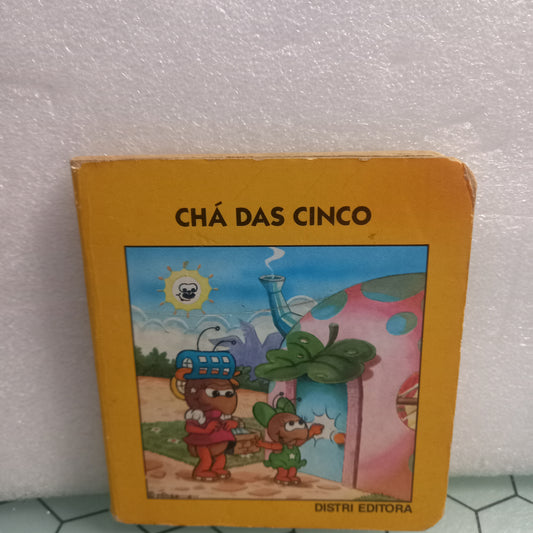 CHÁ DAS CINCO
DISTRI EDITORA